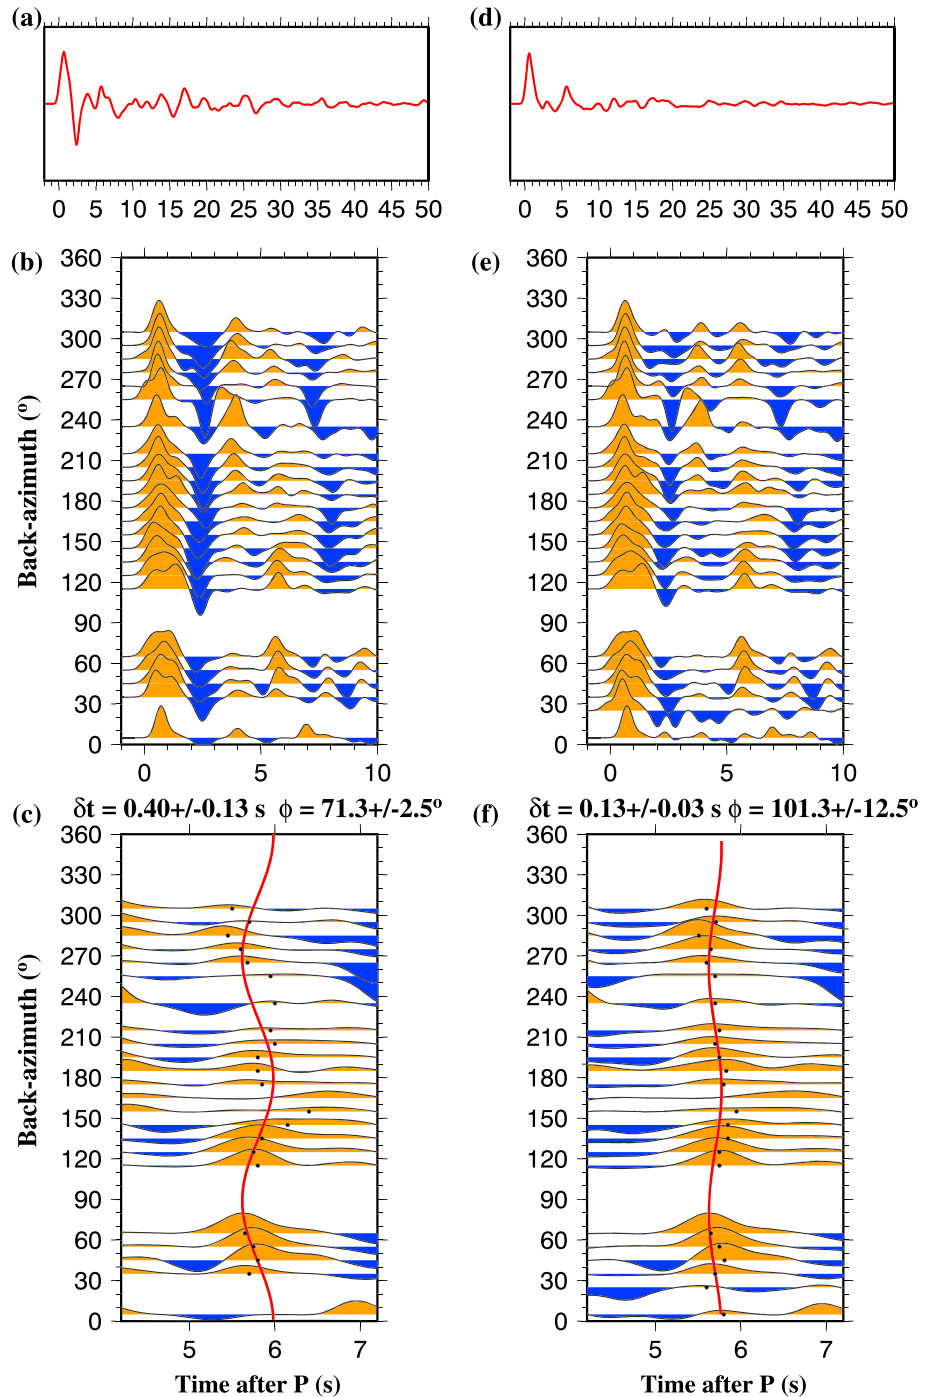 (a)
(d)
0 5 10 15 20 25 30 35 40 45 50
0 5 10 15 20 25 30 35 40 45 50
(b)
(e)
Back-azimuth (º)
360
330
300
270
240
210
180
150
120
90
60
30
0
0 5 10
360
330
300
270
240
210
180
150
120
90
60
30
0
0 5 10
(c)
δt = 0.40+/-0.13 s ϕ = 71.3+/-2.5º
(f)
δt = 0.13+/-0.03 s ϕ = 101.3+/-12.5º
Back-azimuth (º)
360
330
300
270
240
210
180
150
120
90
60
30
0
5 6 7
Time after P (s)
360
330
300
270
240
210
180
150
120
90
60
30
0
5 6 7
Time after P (s)